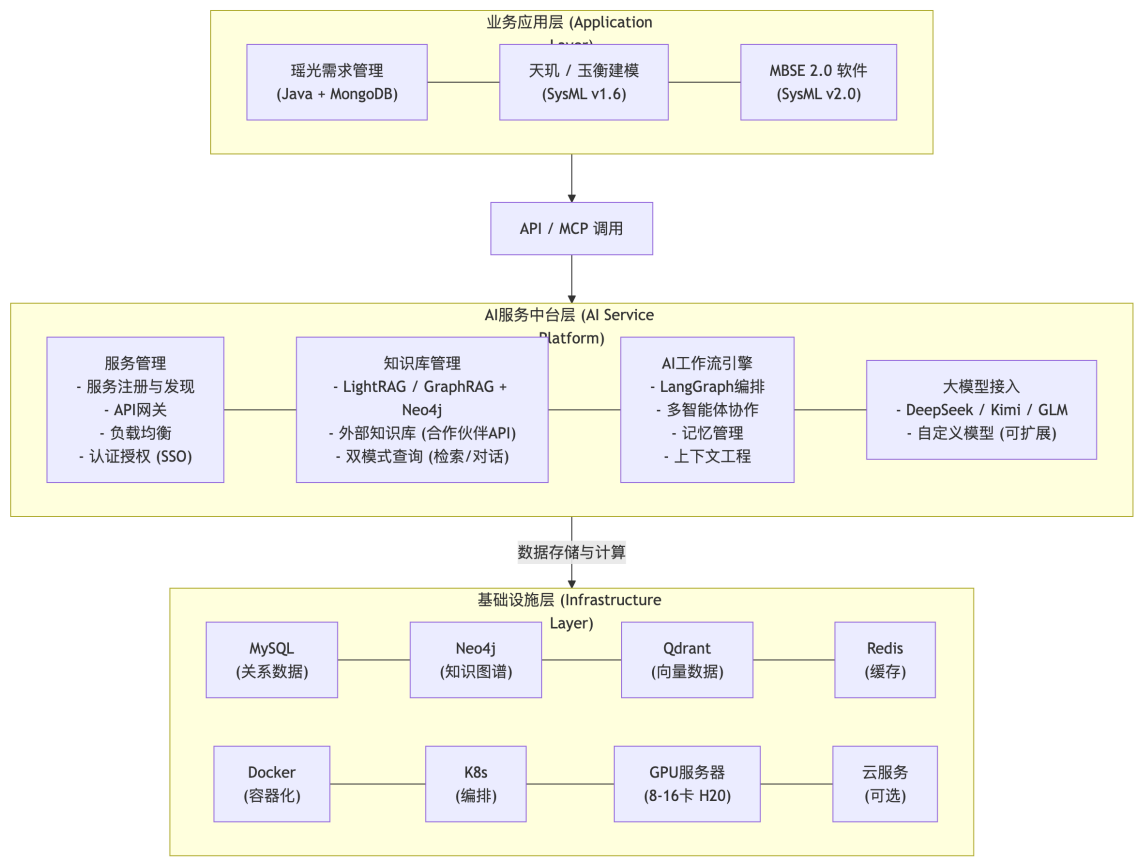 业务应用层 (Application
Layer)
瑶光需求管理
(Java + MongoDB)
天玑 / 玉衡建模
(SysML v1.6)
MBSE 2.0 软件
(SysML v2.0)
API / MCP 调用
AI服务中台层 (AI Service
Platform)
服务管理
- 服务注册与发现
- API网关
- 负载均衡
- 认证授权 (SSO)
知识库管理
- LightRAG / GraphRAG +
Neo4j
- 外部知识库 (合作伙伴API)
- 双模式查询 (检索/对话)
AI工作流引擎
- LangGraph编排
- 多智能体协作
- 记忆管理
- 上下文工程
大模型接入
- DeepSeek / Kimi / GLM
- 自定义模型 (可扩展)
数据存储与计算
基础设施层 (Infrastructure
Layer)
MySQL
(关系数据)
Neo4j
(知识图谱)
Qdrant
(向量数据)
Redis
(缓存)
Docker
(容器化)
K8s
(编排)
GPU服务器
(8-16卡 H20)
云服务
(可选)